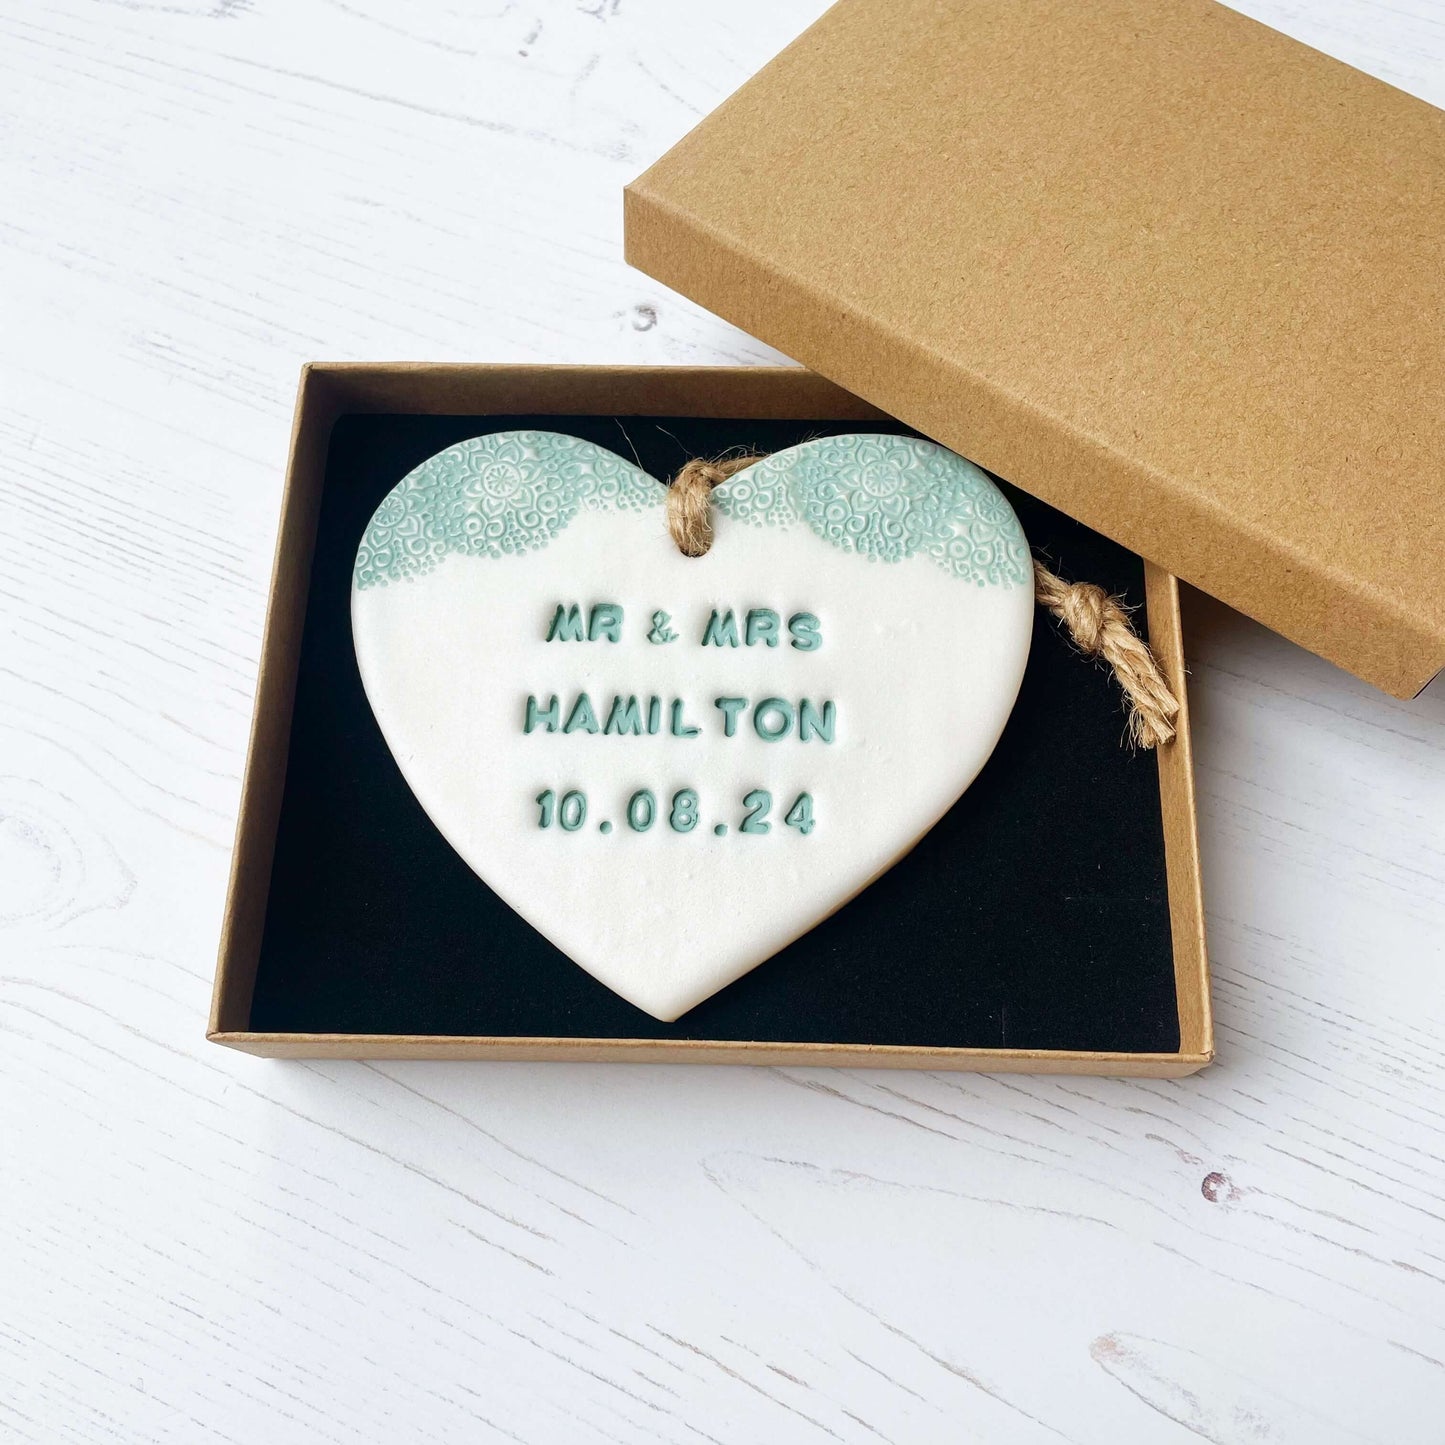 MR & MRS
HAMILTON
10.08.24